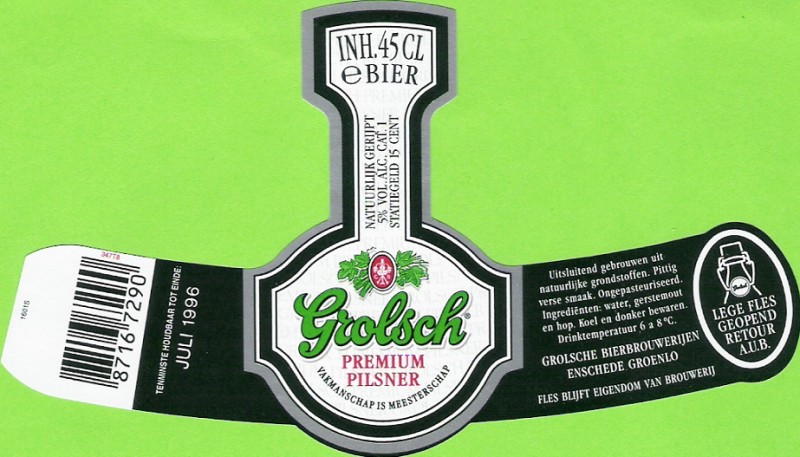 INH. 45 CL
℮ BIER
NATUURLIJK GERIJPT
5% VOL. ALC. CAT. 1
STATIEGELD 15 CENT
Grolsch®
PREMIUM
PILSNER
VAKMANSCHAP IS MEESTERSCHAP
16015
34778
8716 7290
TENMINSTE HOUDBAAR TOT EINDE:
JULI 1996
Uitsluitend gebrouwen uit
natuurlijke grondstoffen. Pittig
verse smaak. Ongepasteuriseerd.
Ingrediënten: water, gerstemout
en hop. Koel en donker bewaren.
Drinktemperatuur 6 a 8°C.
GROLSCHE BIERBROUWERIJEN
ENSCHEDE GROENLO
FLES BLIJFT EIGENDOM VAN BROUWERIJ
LEGE FLES
GEOPEND
RETOUR
A.U.B.